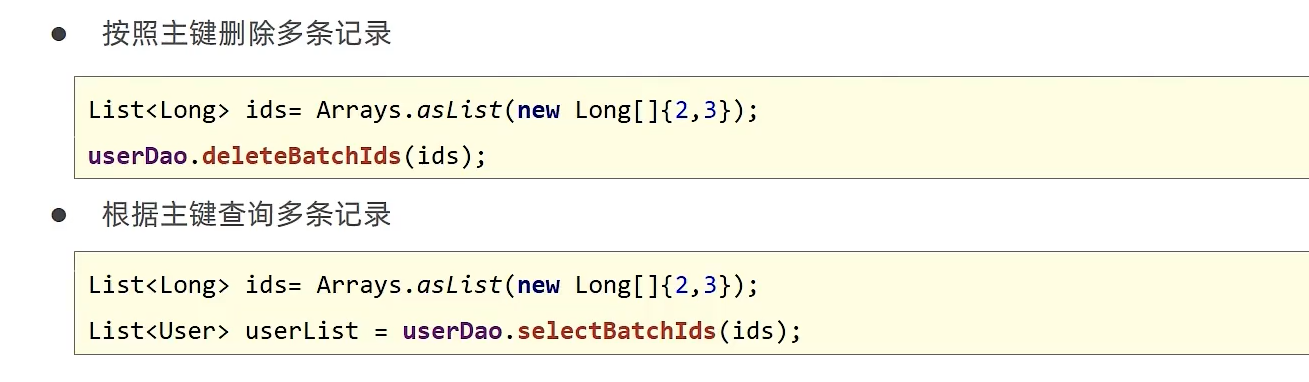 按照主键删除多条记录
List<Long> ids= Arrays.asList(new Long[]{2,3});
userDao.deleteBatchIds(ids);
根据主键查询多条记录
List<Long> ids= Arrays.asList(new Long[]{2,3});
List<User> userList = userDao.selectBatchIds(ids);